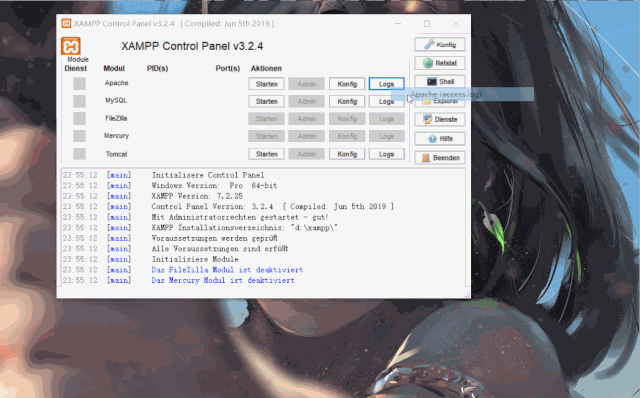 XAMPP Control Panel v3.2.4 [ Compiled: Jun 5th 2019 ]
XAMPP Control Panel v3.2.4
Konfig
Module
Dienst Modul PID(s) Port(s) Aktionen
Netstat
Apache Starten Admin Konfig Logs
Shell
Apache (access.log)
MySQL Starten Admin Konfig Logs
Explorer
FileZilla Starten Admin Konfig Logs
Dienste
Mercury Starten Admin Konfig Logs
Hilfe
Tomcat Starten Admin Konfig Logs
Beenden
23:55:12 [main] Initialisere Control Panel
23:55:12 [main] Windows Version: Pro 64-bit
23:55:12 [main] XAMPP Version: 7.2.25
23:55:12 [main] Control Panel Version: 3.2.4 [ Compiled: Jun 5th 2019 ]
23:55:12 [main] Mit Administratorrechten gestartet - gut!
23:55:12 [main] XAMPP Installationsverzeichnis: "d:\xampp\"
23:55:12 [main] Voraussetzungen werden geprüft
23:55:12 [main] Alle Voraussetzungen sind erfüllt
23:55:12 [main] Initialisere Module
23:55:12 [main] Das FileZilla Modul ist deaktiviert
23:55:12 [main] Das Mercury Modul ist deaktiviert